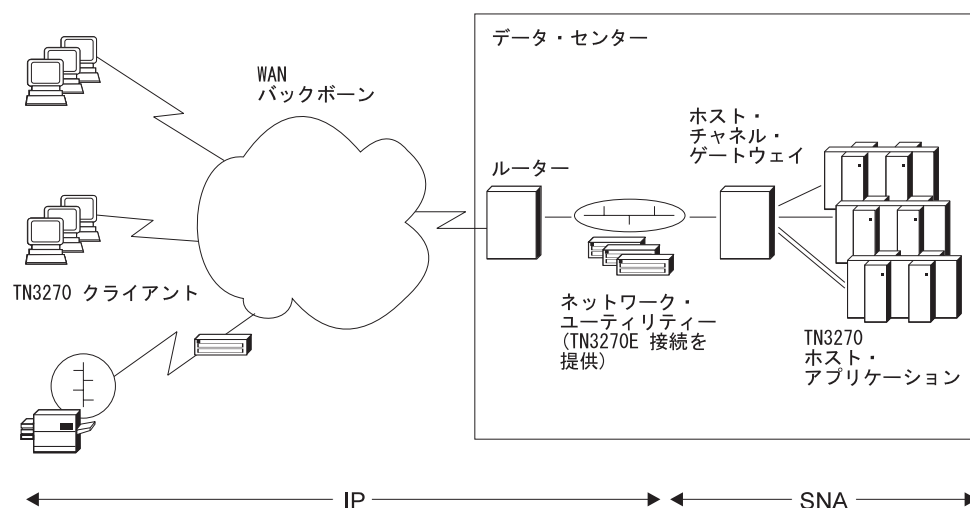 データ・センター
WAN
バックボーン
ホスト・
チャネル・
ゲートウェイ
ルーター
TN3270 クライアント
ネットワーク・
ユーティリティー
(TN3270E 接続を
提供)
TN3270
ホスト・
アプリケーション
IP
SNA